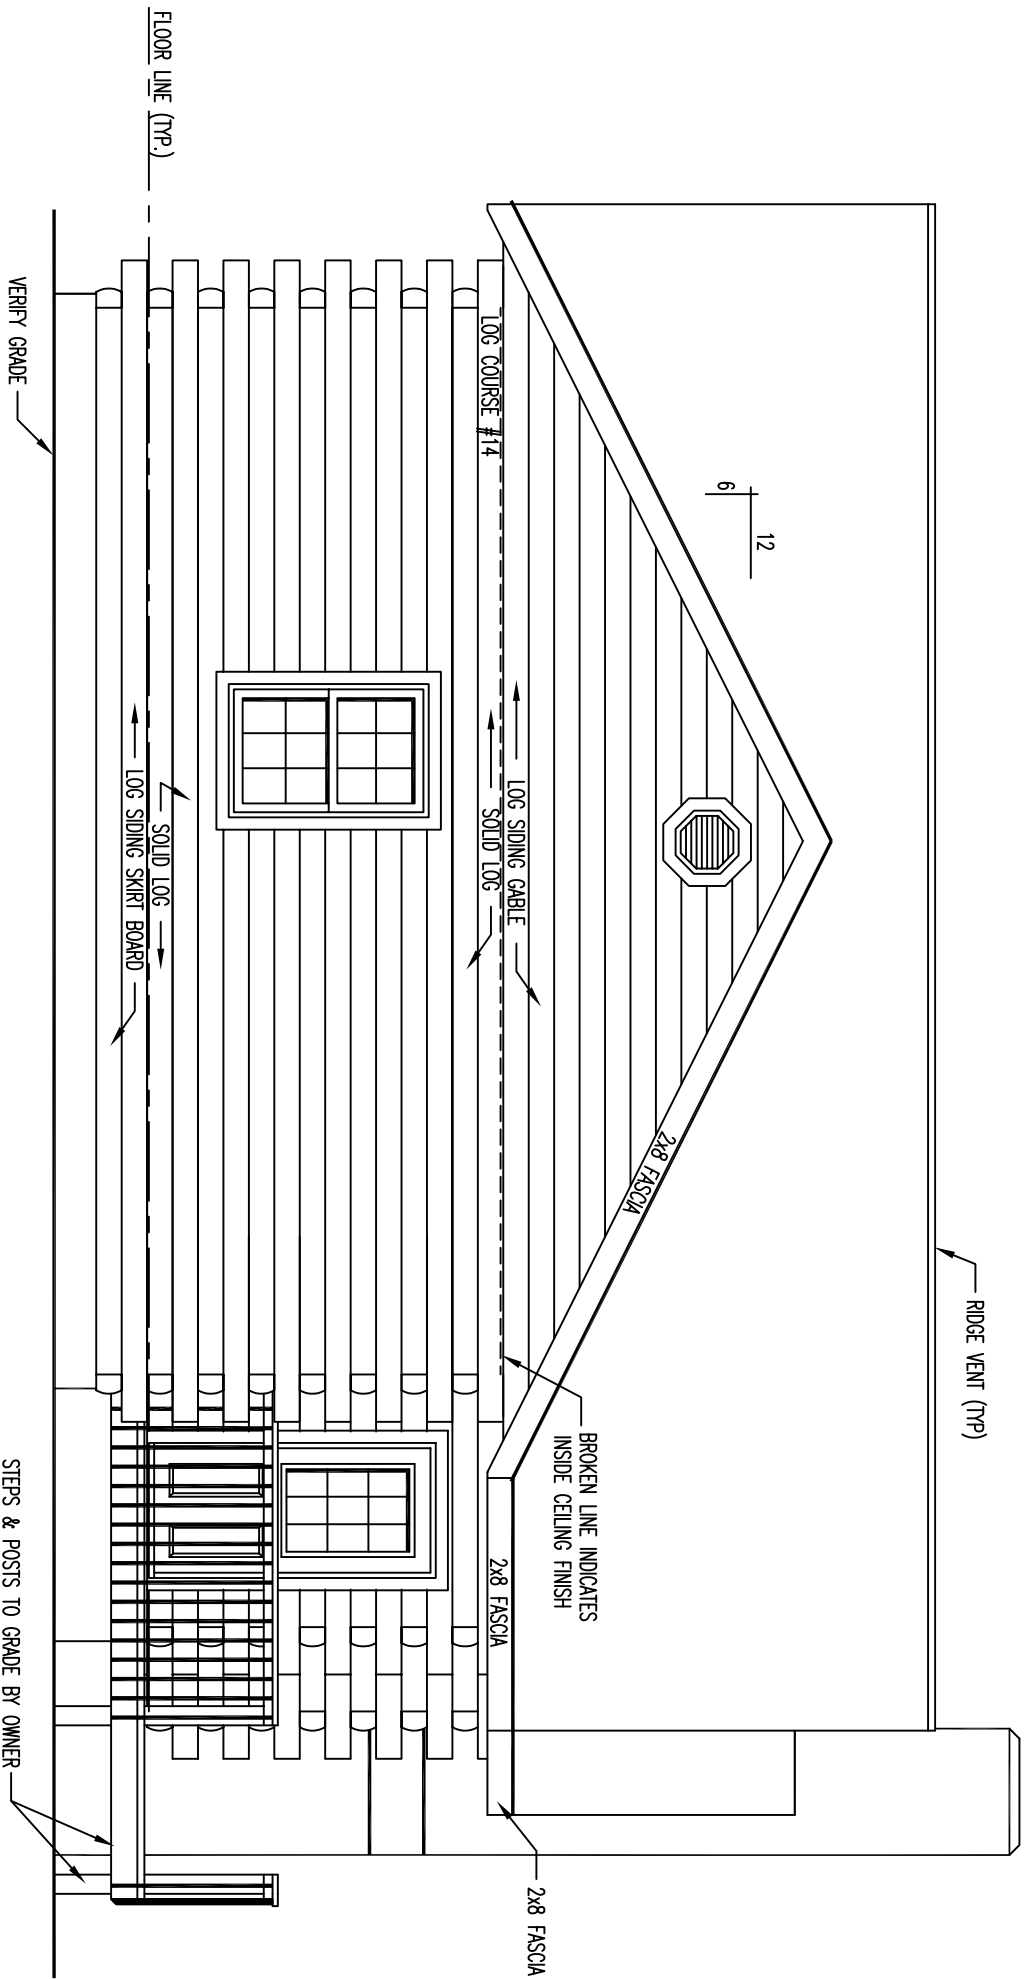 RIDGE VENT (TYP)
12
6
2x8 FASCIA
BROKEN LINE INDICATES
INSIDE CEILING FINISH
2x8 FASCIA
2x8 FASCIA
LOG SIDING GABLE
SOLID LOG
LOG COURSE #14
FLOOR LINE (TYP.)
SOLID LOG
LOG SIDING SKIRT BOARD
VERIFY GRADE
STEPS & POSTS TO GRADE BY OWNER